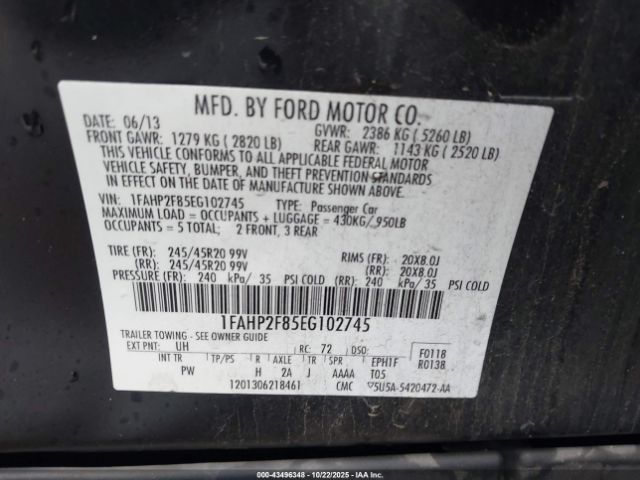 MFD. BY FORD MOTOR CO.
DATE: 06/13 GVWR: 2386 KG ( 5260 LB)
FRONT GAWR: 1279 KG ( 2820 LB) REAR GAWR: 1143 KG ( 2520 LB)
THIS VEHICLE CONFORMS TO ALL APPLICABLE FEDERAL MOTOR
VEHICLE SAFETY, BUMPER, AND THEFT PREVENTION STANDARDS
IN EFFECT ON THE DATE OF MANUFACTURE SHOWN ABOVE.
VIN: 1FAHP2F85EG102745 TYPE: Passenger Car
MAXIMUM LOAD = OCCUPANTS + LUGGAGE = 430KG/ 950LB
OCCUPANTS = 5 TOTAL; 2 FRONT, 3 REAR
TIRE (FR): 245/45R20 99V RIMS (FR): 20X8.0J
(RR): 245/45R20 99V (RR): 20X8.0J
PRESSURE (FR): 240 kPa/ 35 PSI COLD (RR): 240 kPa/ 35 PSI COLD
1FAHP2F85EG102745
TRAILER TOWING - SEE OWNER GUIDE
EXT PNT: UH RC: 72 DSO: F0118
INT TR TP/PS R AXLE TR SPR EPH1F R0138
PW H 2A J AAAA T05
1201306218461 CMC 5U5A-5420472-AA
000-43496348 - 10/22/2025 - IAA Inc.